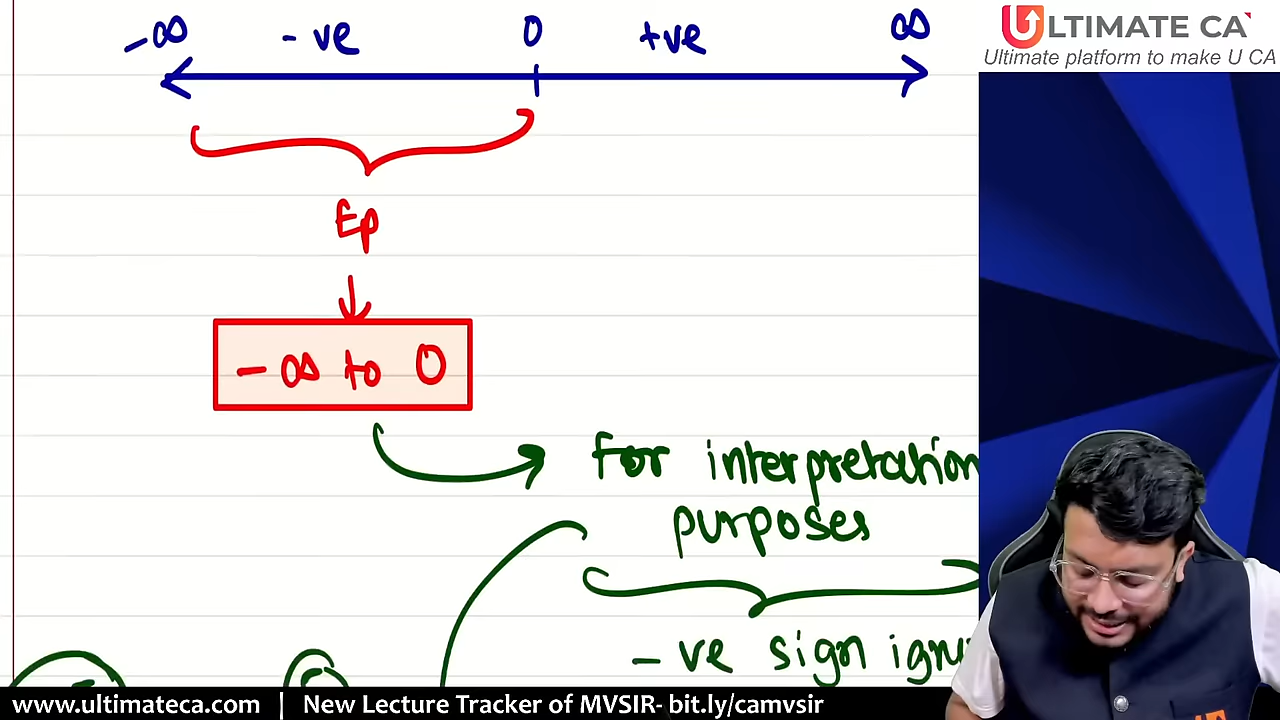 -∞ -ve 0 +ve ∞
ULTIMATE CA
Ultimate platform to make U CA
Ep
-∞ to 0
For interpretation
purposes
-ve sign
www.ultimateca.com | New Lecture Tracker of MVSIR- bit.ly/camvsir